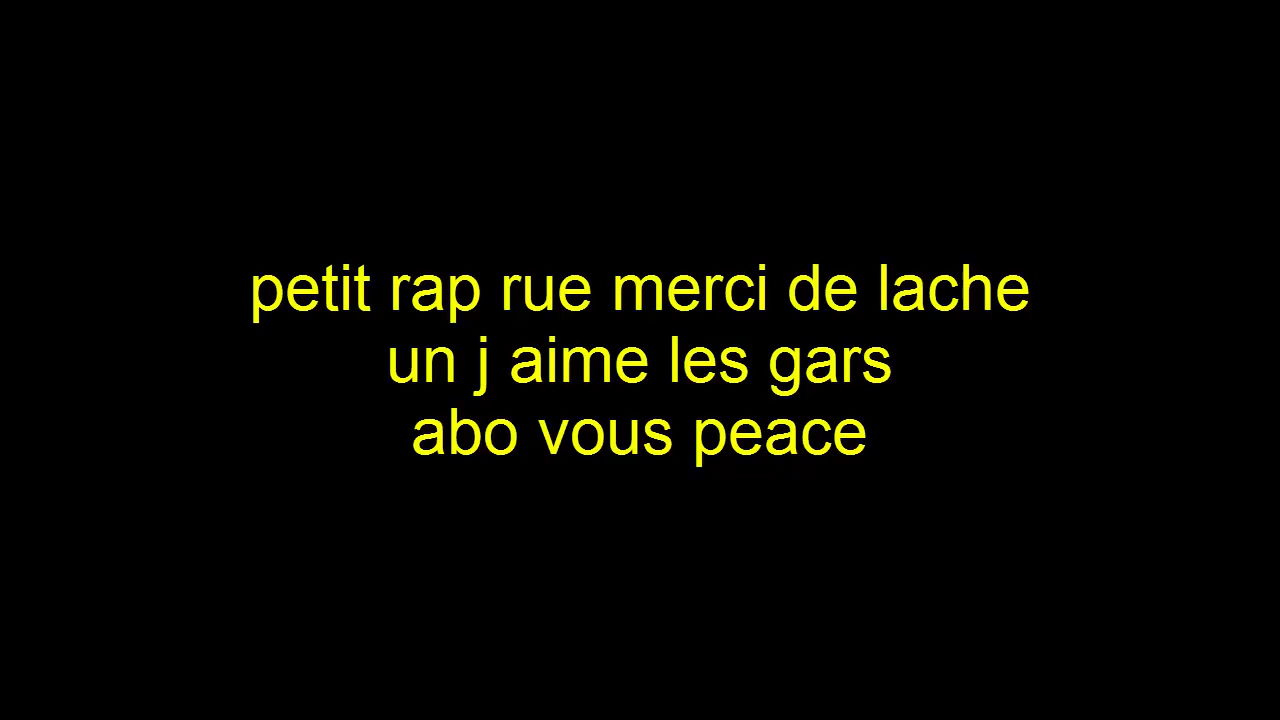 petit rap rue merci de lache
un j aime les gars
abo vous peace